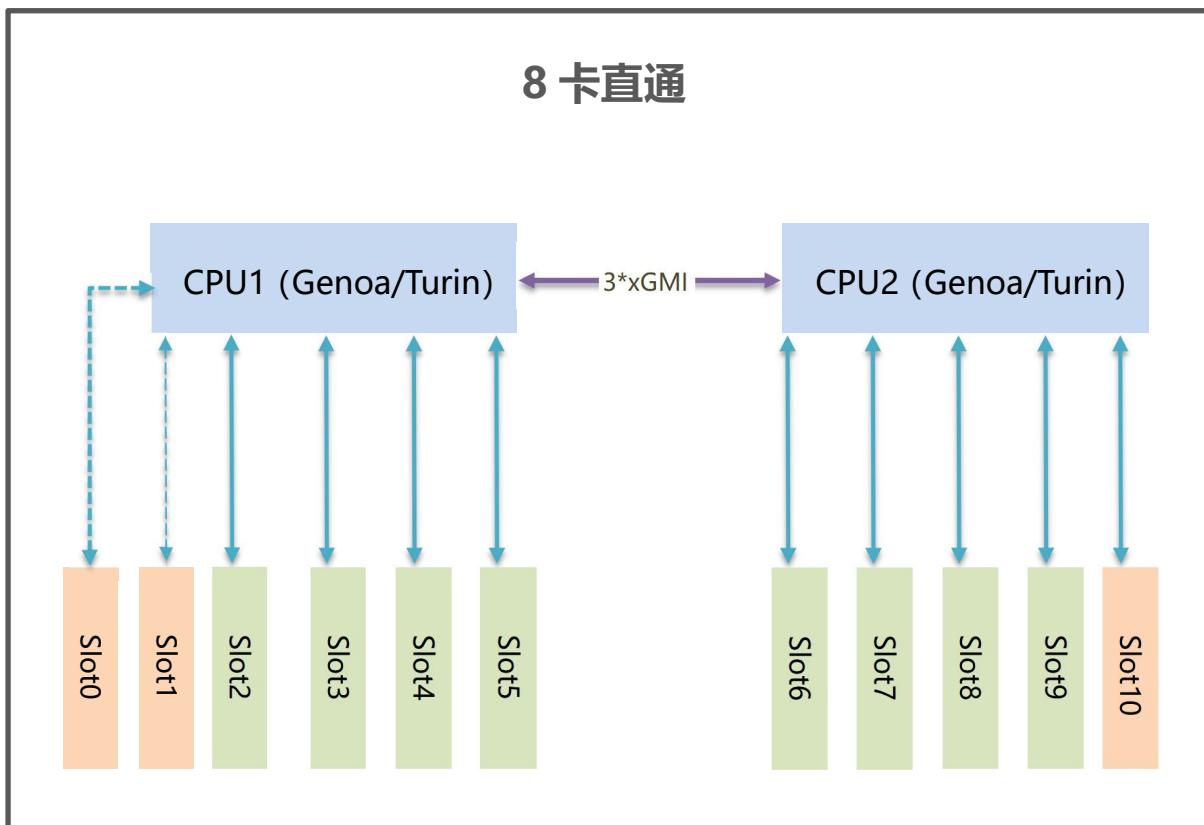 8 卡直通
CPU1 (Genoa/Turin)
3*xGMI
CPU2 (Genoa/Turin)
Slot0
Slot1
Slot2
Slot3
Slot4
Slot5
Slot6
Slot7
Slot8
Slot9
Slot10